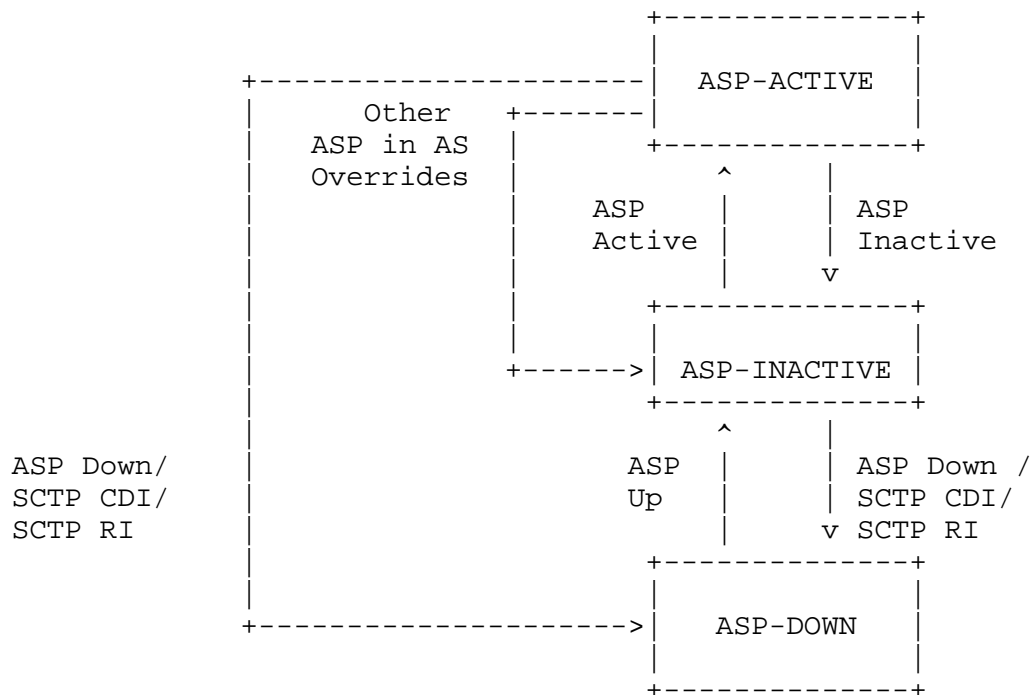 ASP-ACTIVE
Other
ASP in AS
Overrides
ASP
Active
ASP
Inactive
ASP-INACTIVE
ASP Down/
SCTP CDI/
SCTP RI
ASP
Up
ASP Down /
SCTP CDI/
SCTP RI
ASP-DOWN